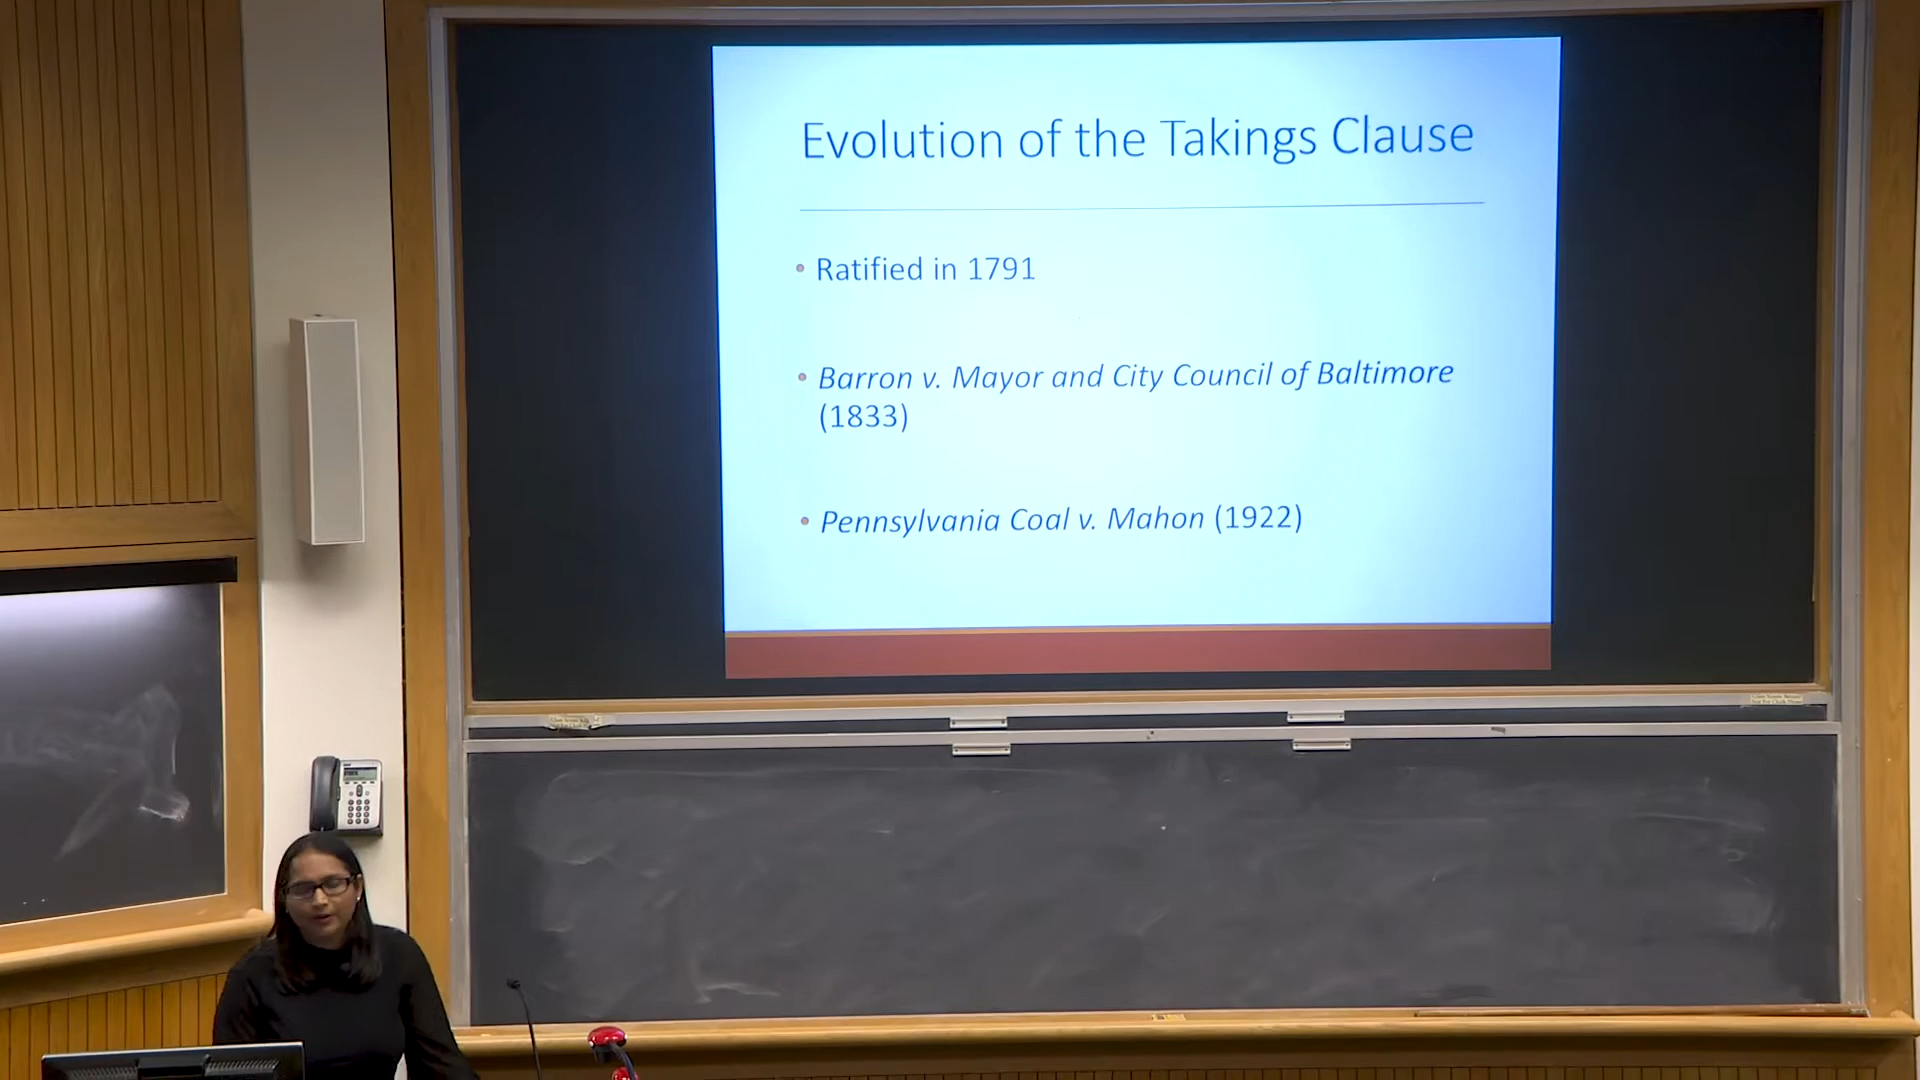 Evolution of the Takings Clause
• Ratified in 1791
• Barron v. Mayor and City Council of Baltimore
(1833)
• Pennsylvania Coal v. Mahon (1922)